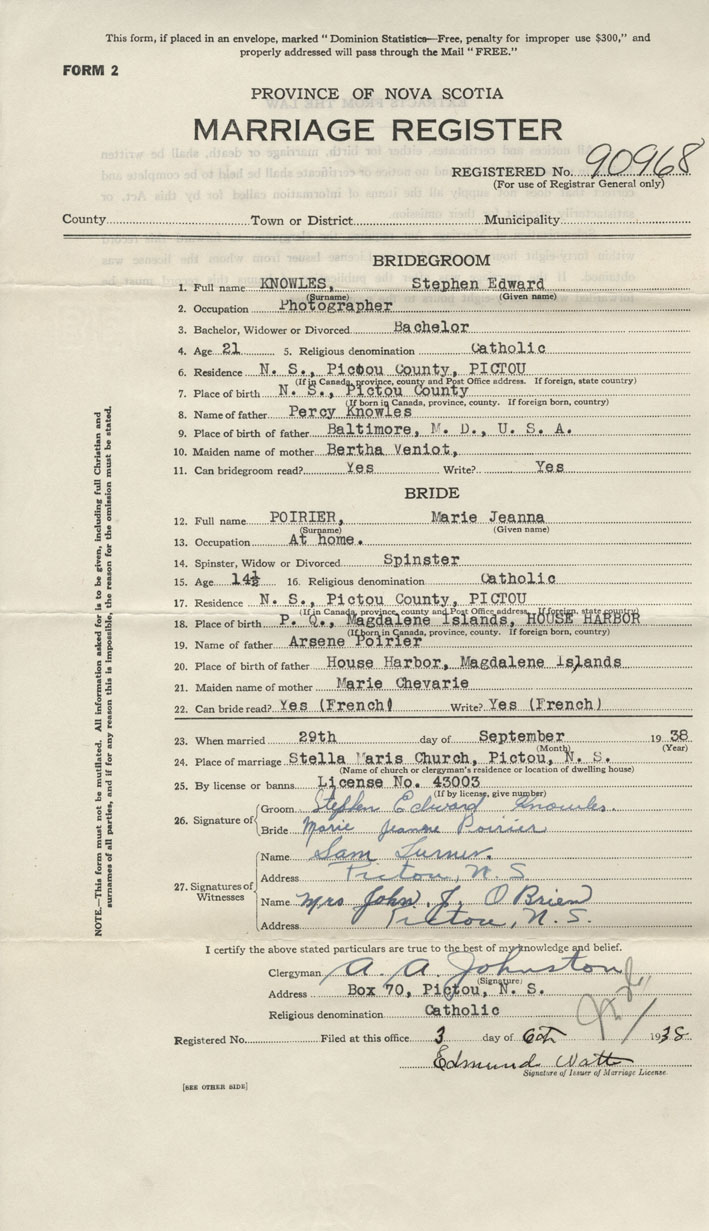 This form, if placed in an envelope, marked "Dominion Statistics—Free, penalty for improper use $300," and
properly addressed will pass through the Mail "FREE."
FORM 2
PROVINCE OF NOVA SCOTIA
MARRIAGE REGISTER
REGISTERED No. 90968
(For use of Registrar General only)
County Town or District Municipality
BRIDEGROOM
1. Full name KNOWLES, Stephen Edward
(Surname) (Given name)
2. Occupation Photographer
3. Bachelor, Widower or Divorced Bachelor
4. Age 21 5. Religious denomination Catholic
6. Residence N. S., Pictou County, PICTOU
(If in Canada, province, county and Post Office address. If foreign, state country)
7. Place of birth N. S., Pictou County
(If born in Canada, province, county. If foreign born, country)
8. Name of father Percy Knowles
9. Place of birth of father Baltimore, M. D., U. S. A.
10. Maiden name of mother Bertha Veniot,
11. Can bridegroom read? Yes Write? Yes
BRIDE
12. Full name POIRIER, Marie Jeanna
(Surname) (Given name)
13. Occupation At home.
14. Spinster, Widow or Divorced Spinster
15. Age 14½ 16. Religious denomination Catholic
17. Residence N. S., Pictou County, PICTOU
(If in Canada, province, county and Post Office address. If foreign, state country)
18. Place of birth P. Q., Magdalene Islands, HOUSE HARBOR
(If born in Canada, province, county. If foreign born, country)
19. Name of father Arsene Poirier
20. Place of birth of father House Harbor, Magdalene Islands
21. Maiden name of mother Marie Chevarie
22. Can bride read? Yes (French) Write? Yes (French)
23. When married 29th day of September 1938
(Month) (Year)
24. Place of marriage Stella Maris Church, Pictou, N. S.
(Name of church or clergyman's residence or location of dwelling house)
25. By license or banns License No. 43003
(If by license, give number)
26. Signature of
Groom Stephen Edward Knowles.
Bride Marie Jeanne Poirier
27. Signatures of Witnesses
Name Sam Turner.
Address Pictou, N. S.
Name Mrs John J. O'Brien
Address Pictou, N. S.
I certify the above stated particulars are true to the best of my knowledge and belief.
Clergyman A. A. Johnston
(Signature)
Address Box 70, Pictou, N. S.
Religious denomination Catholic
Registered No. Filed at this office 3 day of Oct 1938
Edmund Watt
Signature of Issuer of Marriage License.
[SEE OTHER SIDE]
NOTE.—This form must not be mutilated. All information asked for is to be given, including full Christian and
surnames of all parties, and if for any reason this is impossible, the reason for the omission must be stated.